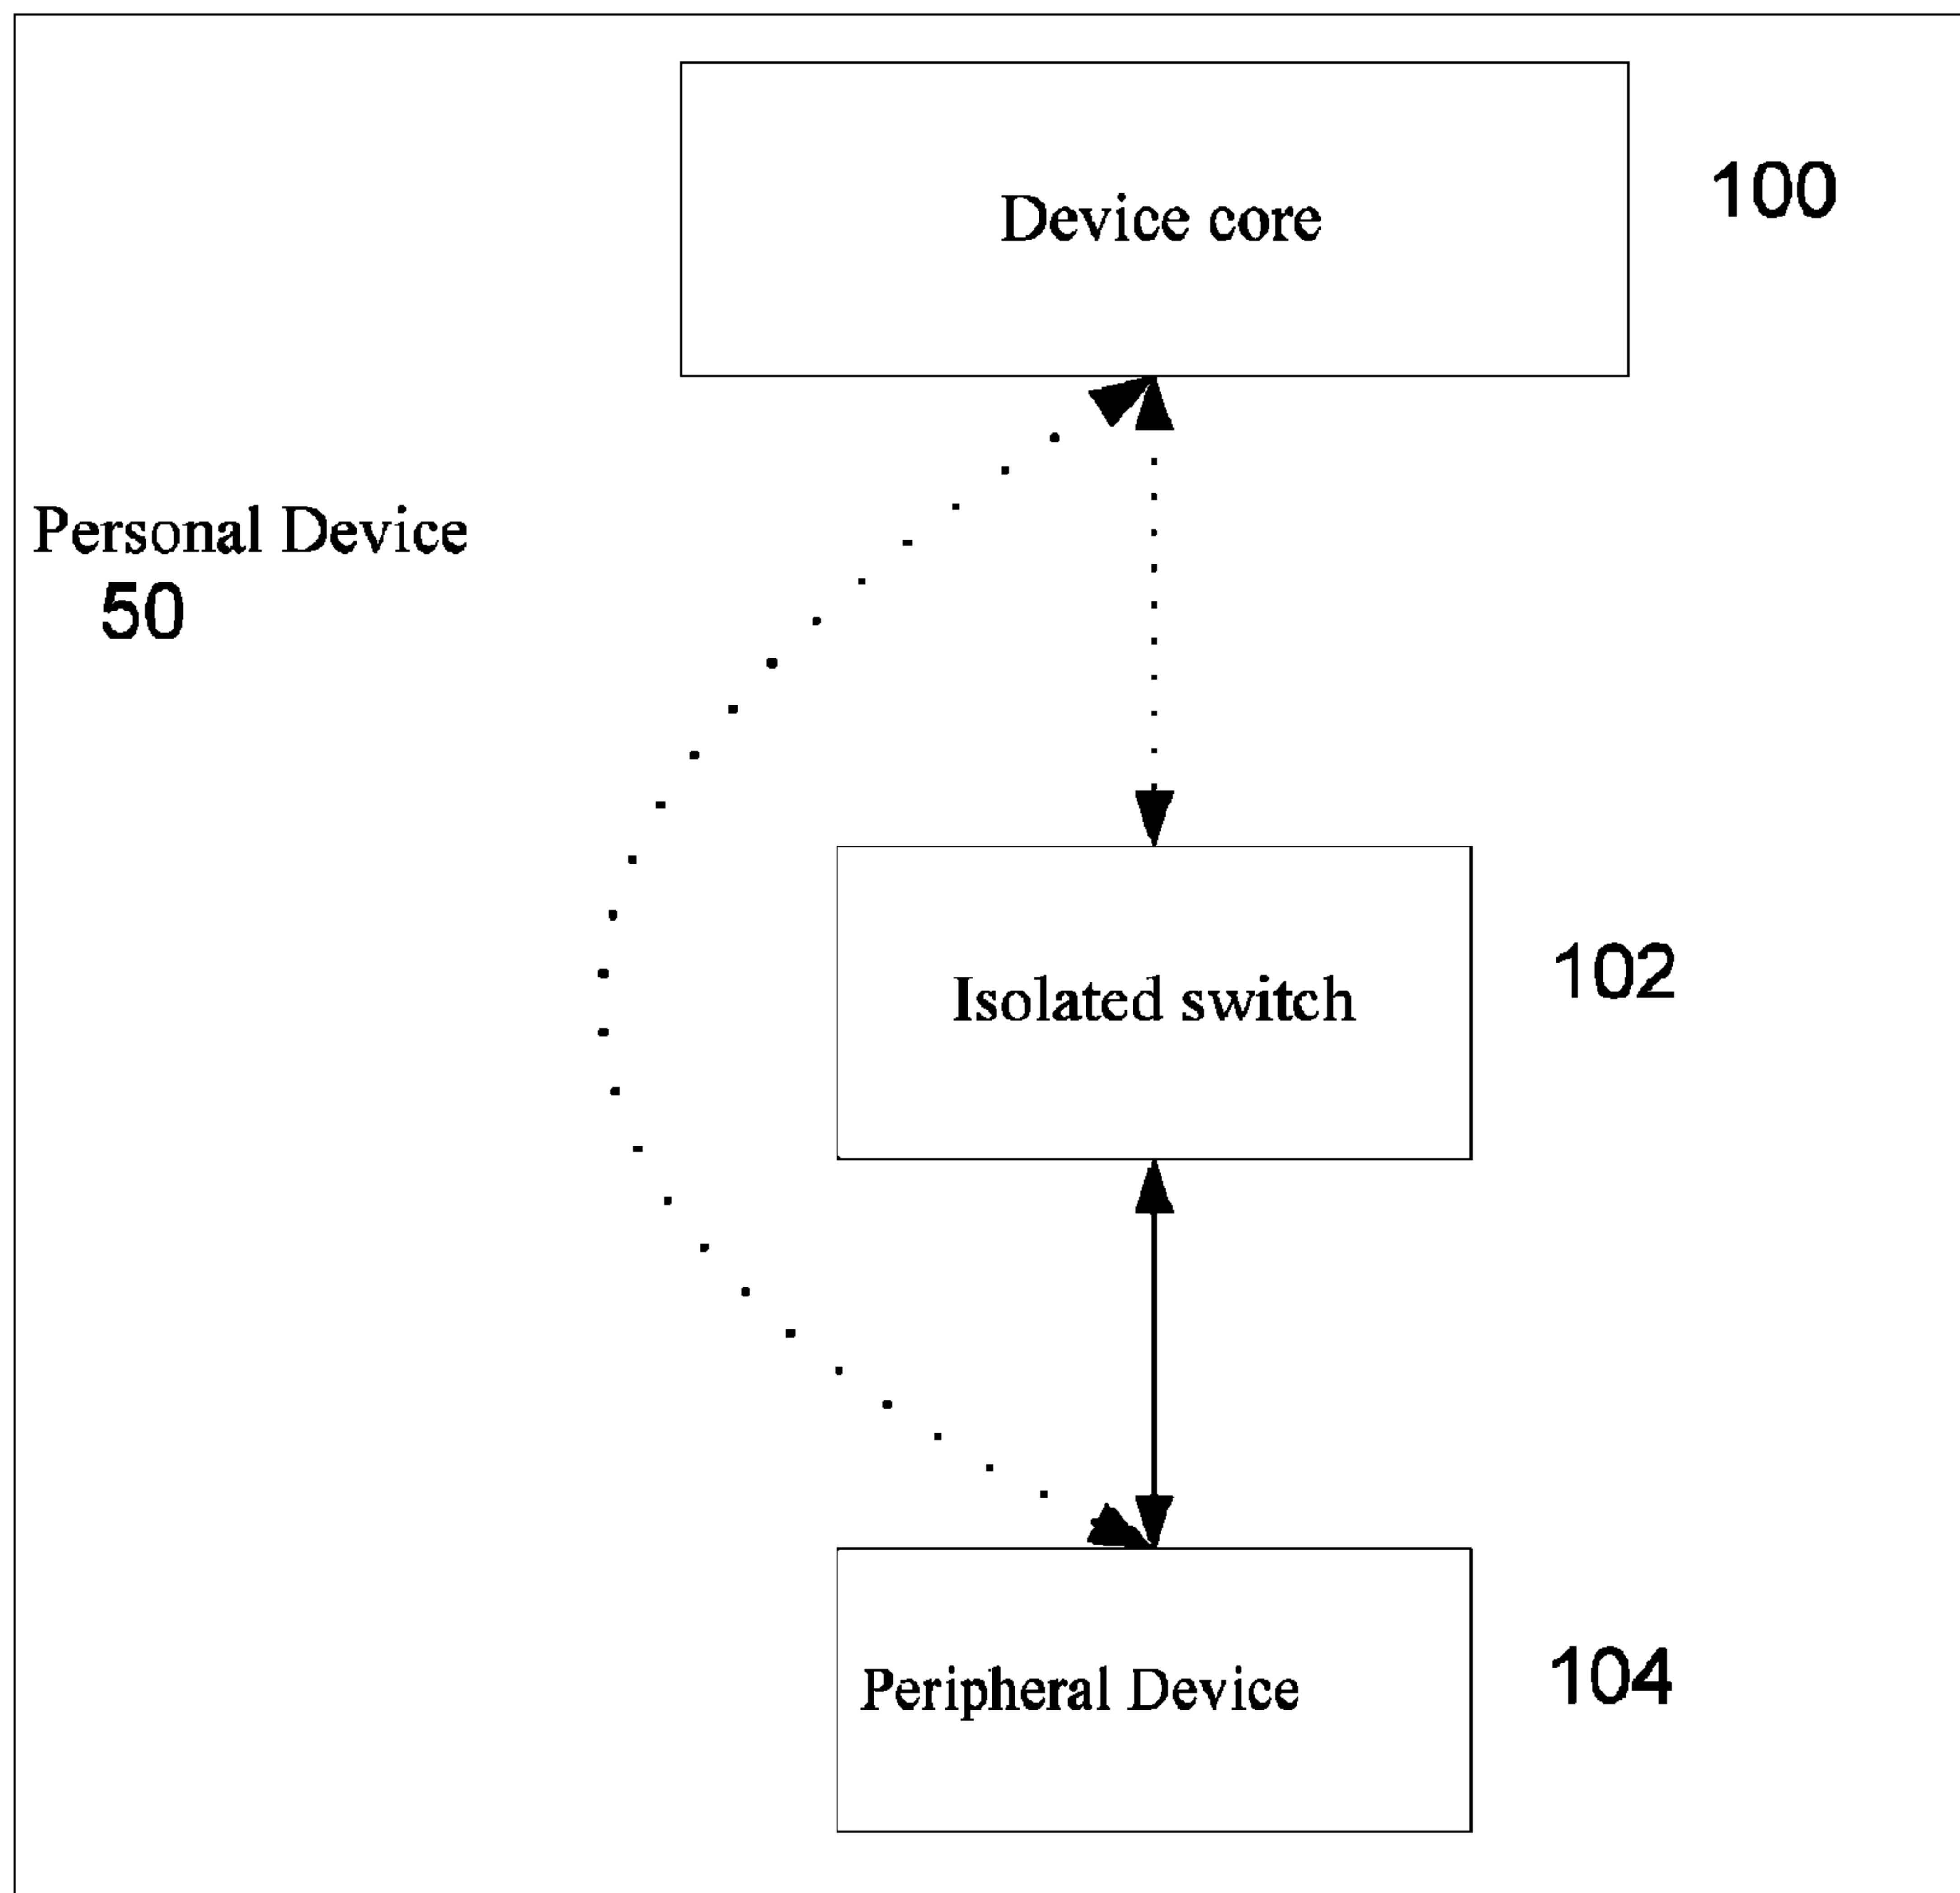 Device core
100
Personal Device
50
Isolated switch
102
Peripheral Device
104